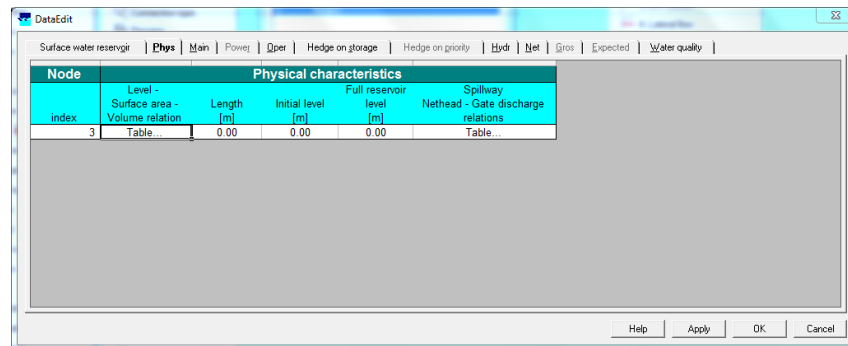 DataEdit
Surface water reservoir Phys Main Power Oper Hedge on storage Hedge on priority Hydr Net Gros Expected Water quality
Node Physical characteristics
Level - Full reservoir Spillway
Surface area - Length Initial level level Nethead - Gate discharge
index Volume relation [m] [m] [m] relations
3 Table... 0.00 0.00 0.00 Table...
Help Apply OK Cancel